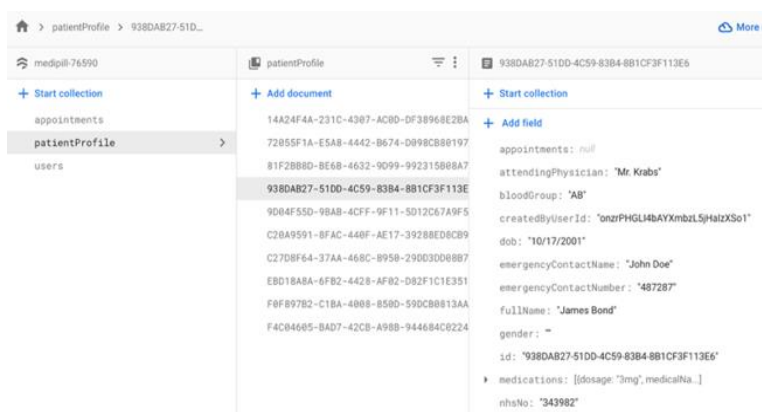 > patientProfile > 938DAB27-51D...
More
medipill-76590
+ Start collection
appointments
patientProfile >
users
patientProfile
+ Add document
14A24F4A-231C-4307-AC0D-DF38968E2BA
72055F1A-E5A8-4442-B674-D098CB80197
81F2BB8D-BE6B-4632-9D99-992315B08A7
938DAB27-51DD-4C59-83B4-8B1CF3F113E
9D04F55D-9BAB-4CFF-9F11-5D12C67A9F5
C20A9591-8FAC-440F-AE17-3928BED8CB9
C27D8F64-37AA-468C-B950-29DD3DD08B7
EBD18A8A-6FB2-4428-AF02-D82F1C1E351
F0F897B2-C1BA-4008-850D-59DCB0813AA
F4C04605-BAD7-42CB-A98B-944684C0224
938DAB27-51DD-4C59-83B4-8B1CF3F113E6
+ Start collection
+ Add field
appointments: null
attendingPhysician: "Mr. Krabs"
bloodGroup: "AB"
createdByUserId: "onzrPHGLI4bAYXmbzL5jHalzXSo1"
dob: "10/17/2001"
emergencyContactName: "John Doe"
emergencyContactNumber: "487287"
fullName: "James Bond"
gender: ""
id: "938DAB27-51DD-4C59-83B4-8B1CF3F113E6"
medications: [{dosage: "3mg", medicalNa...]
nhsNo: "343982"